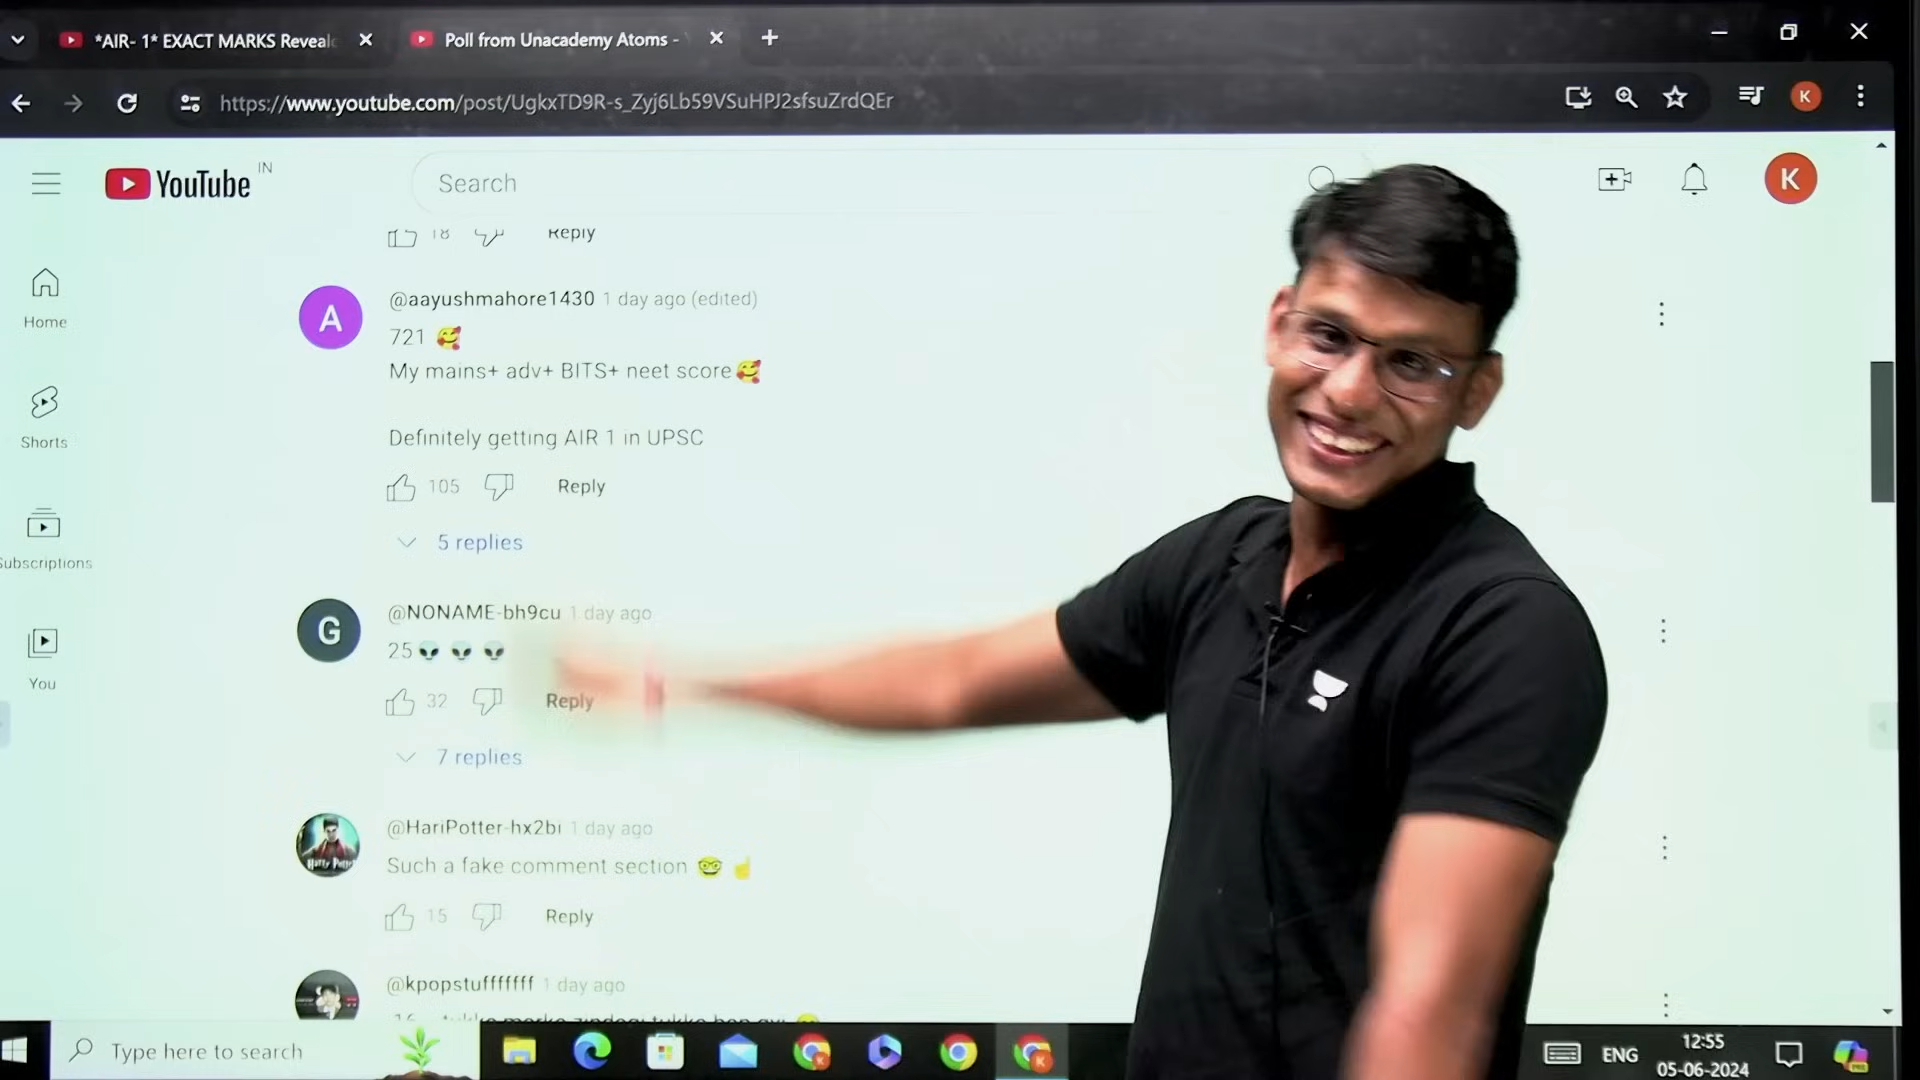 *AIR- 1* EXACT MARKS Reveal
Poll from Unacademy Atoms -
https://www.youtube.com/post/UgkxTD9R-s_Zyj6Lb59VSuHPJ2sfsuZrdQEr
K
YouTube IN
Search
K
18 Reply
Home
Shorts
Subscriptions
You
A
@aayushmahore1430 1 day ago (edited)
721 🥰
My mains+ adv+ BITS+ neet score🥰
Definitely getting AIR 1 in UPSC
105 Reply
5 replies
G
@NONAME-bh9cu 1 day ago
25👽 👽 👽
32 Reply
7 replies
Harry Potter
@HariPotter-hx2bi 1 day ago
Such a fake comment section 🤓 ☝
15 Reply
@kpopstufffffff 1 day ago
Type here to search
K
K
ENG
12:55
05-06-2024